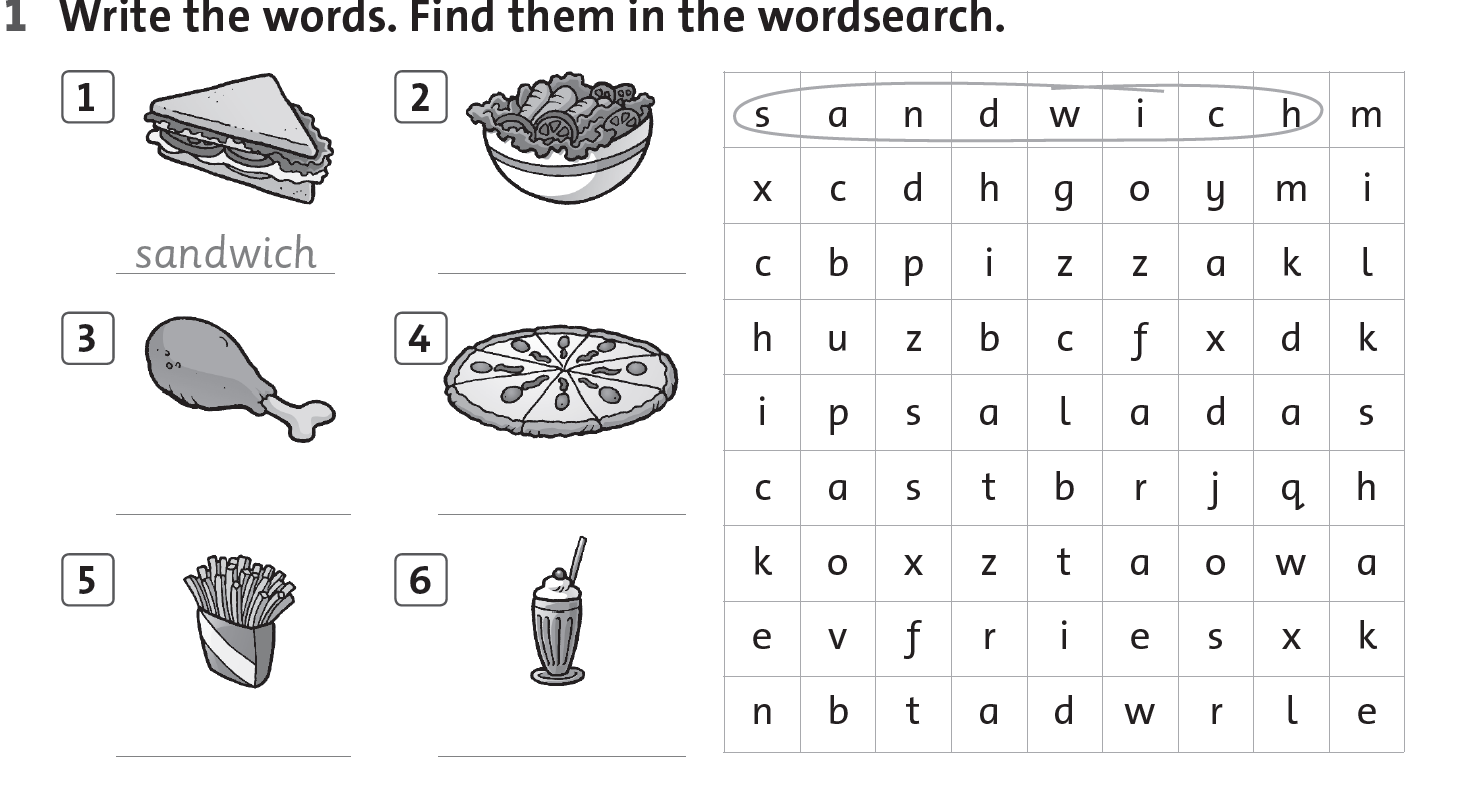 1 Write the words. Find them in the wordsearch.
1
2
sandwich
3
4
5
6
s a n d w i c h m
x c d h g o y m i
c b p i z z a k l
h u z b c f x d k
i p s a l a d a s
c a s t b r j q h
k o x z t a o w a
e v f r i e s x k
n b t a d w r l e